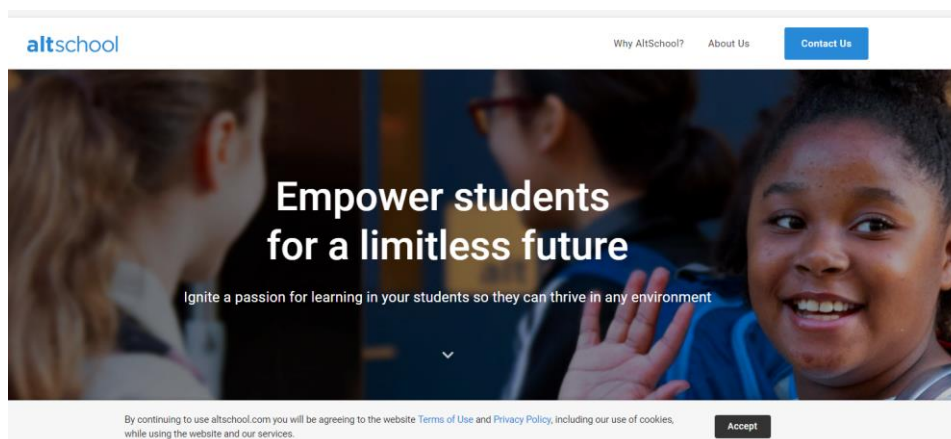 altschool
Why AltSchool? About Us Contact Us
Empower students
for a limitless future
Ignite a passion for learning in your students so they can thrive in any environment
By continuing to use altschool.com you will be agreeing to the website Terms of Use and Privacy Policy, including our use of cookies,
while using the website and our services.
Accept